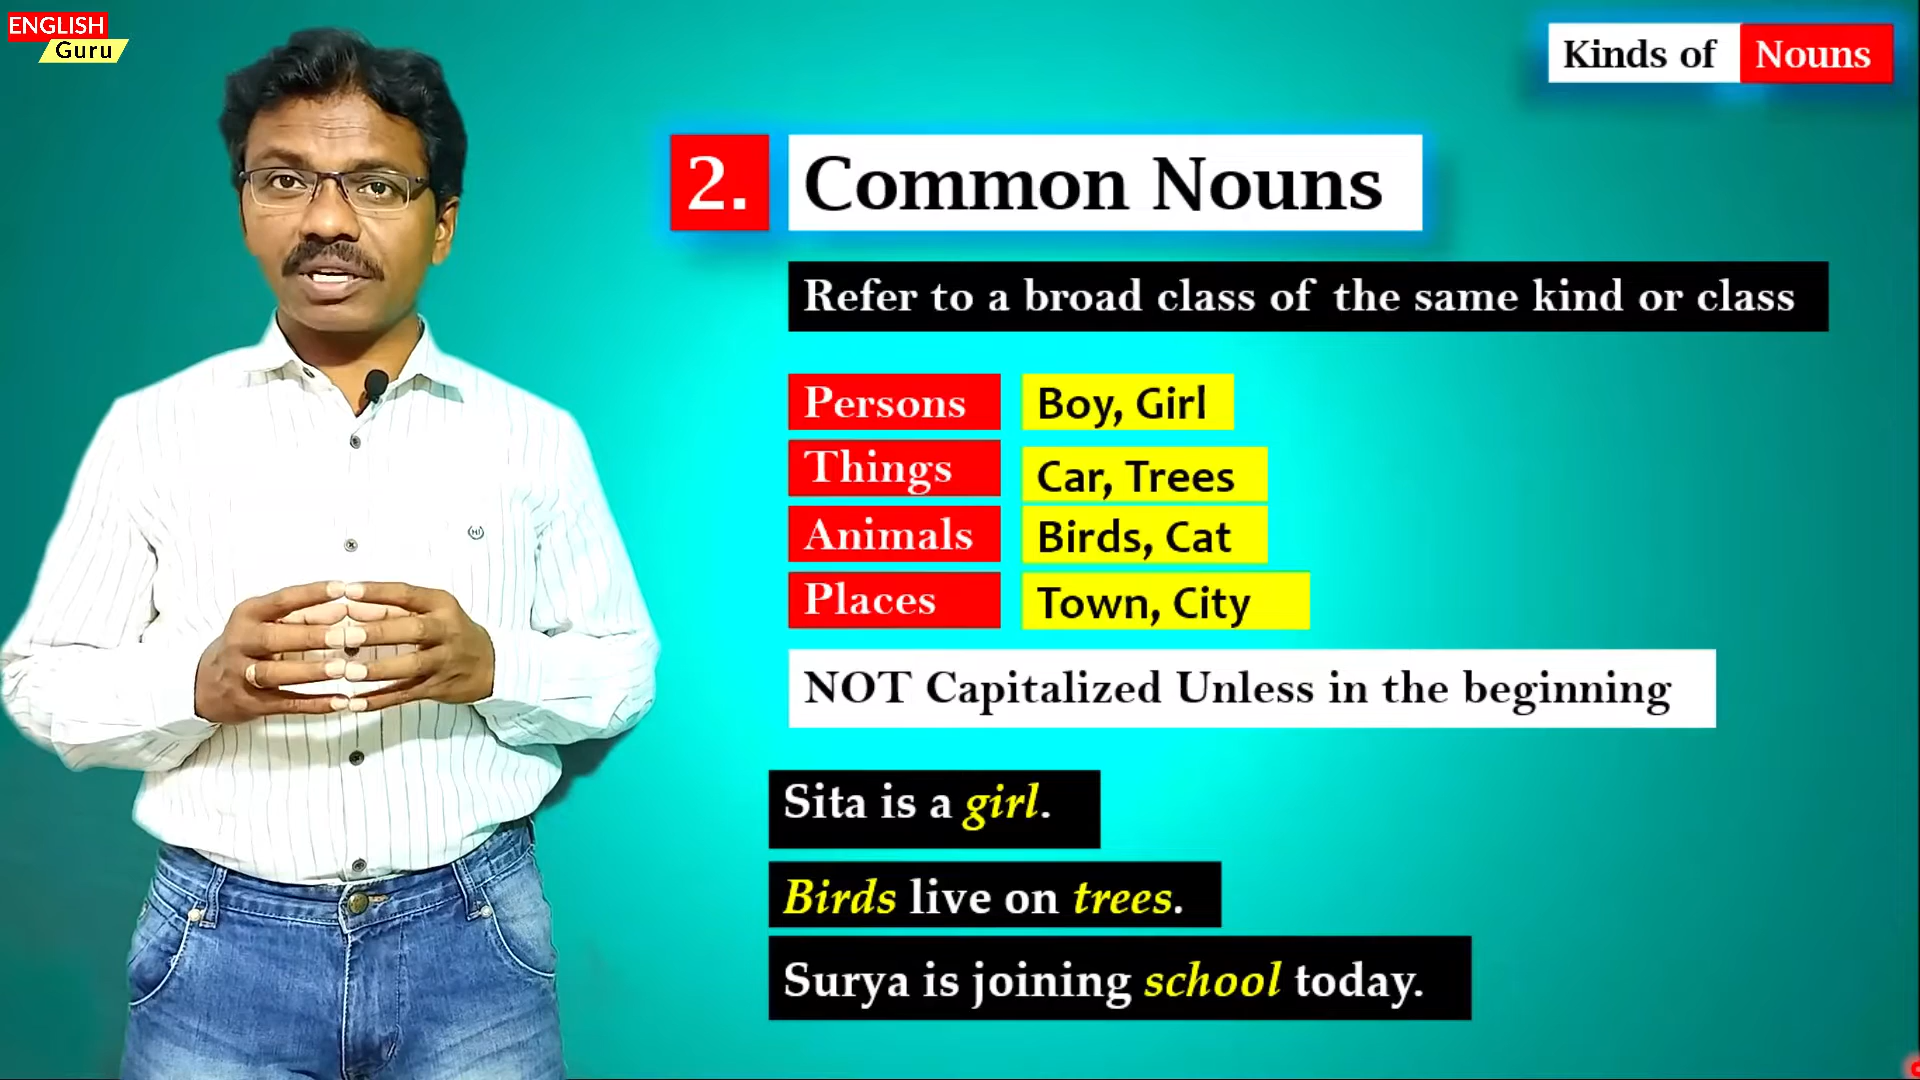 ENGLISH
Guru
Kinds of Nouns
2. Common Nouns
Refer to a broad class of the same kind or class
Persons Boy, Girl
Things Car, Trees
Animals Birds, Cat
Places Town, City
NOT Capitalized Unless in the beginning
Sita is a girl.
Birds live on trees.
Surya is joining school today.